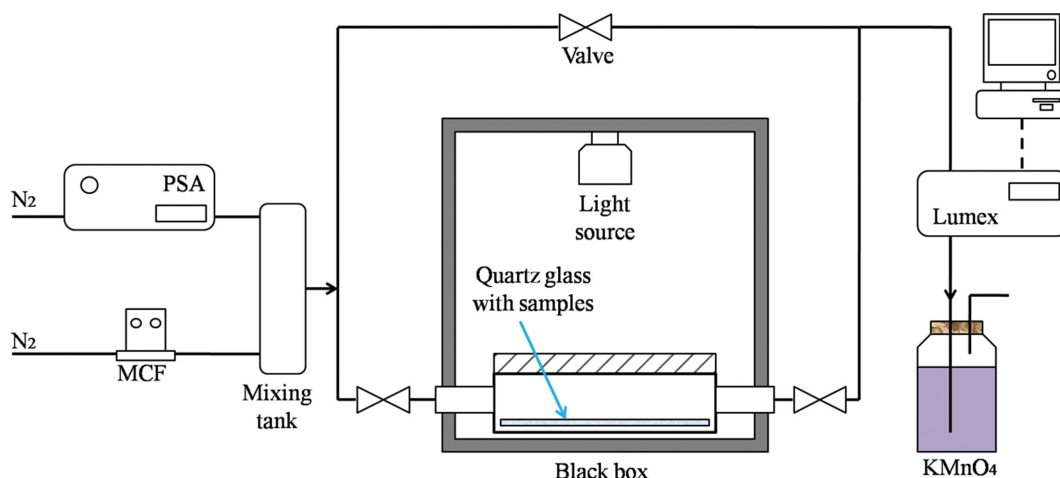 Valve
PSA
N₂
Light
source
Lumex
Quartz glass
with samples
N₂
MCF
Mixing
tank
Black box
KMnO₄